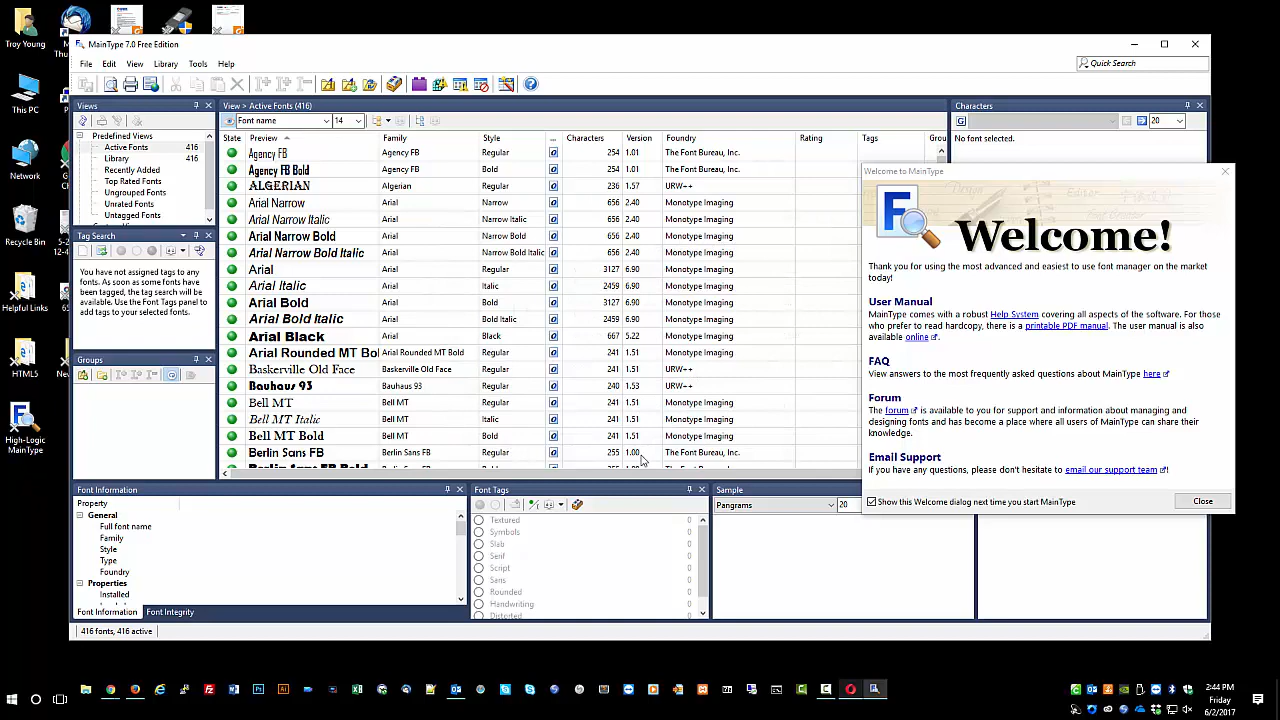 Troy Young
MainType 7.0 Free Edition
File Edit View Library Tools Help
Quick Search
This PC
Network
Recycle Bin
Helpful Links
HTML5
High-Logic MainType
Views
Predefined Views
Active Fonts 416
Library 416
Recently Added
Top Rated Fonts
Ungrouped Fonts
Unrated Fonts
Untagged Fonts
Tag Search
You have not assigned tags to any
fonts. As soon as some fonts
have been tagged, the tag search
will be available. Use the Font Tags panel to
add tags to your selected fonts.
Groups
View > Active Fonts (416)
Font name 14
State Preview Family Style ... Characters Version Foundry Rating Tags Grou
Agency FB Agency FB Regular 254 1.01 The Font Bureau, Inc.
Agency FB Bold Agency FB Bold 254 1.01 The Font Bureau, Inc.
ALGERIAN Algerian Regular 236 1.57 URW++
Arial Narrow Arial Narrow 656 2.40 Monotype Imaging
Arial Narrow Italic Arial Narrow Italic 656 2.40 Monotype Imaging
Arial Narrow Bold Arial Narrow Bold 656 2.40 Monotype Imaging
Arial Narrow Bold Italic Arial Narrow Bold Italic 656 2.40 Monotype Imaging
Arial Arial Regular 3127 6.90 Monotype Imaging
Arial Italic Arial Italic 2459 6.90 Monotype Imaging
Arial Bold Arial Bold 3127 6.90 Monotype Imaging
Arial Bold Italic Arial Bold Italic 2459 6.90 Monotype Imaging
Arial Black Arial Black 667 5.22 Monotype Imaging
Arial Rounded MT Bol Arial Rounded MT Bold Regular 241 1.51 Monotype Imaging
Baskerville Old Face Baskerville Old Face Regular 241 1.51 URW++
Bauhaus 93 Bauhaus 93 Regular 240 1.53 URW++
Bell MT Bell MT Regular 241 1.51 Monotype Imaging
Bell MT Italic Bell MT Italic 241 1.51 Monotype Imaging
Bell MT Bold Bell MT Bold 241 1.51 Monotype Imaging
Berlin Sans FB Berlin Sans FB Regular 255 1.00 The Font Bureau, Inc.
Characters
20
No font selected.
Welcome to MainType
Welcome!
Thank you for using the most advanced and easiest to use font manager on the market
today!
User Manual
MainType comes with a robust Help System covering all aspects of the software. For those
who prefer to read hardcopy, there is a printable PDF manual. The user manual is also
available online.
FAQ
View answers to the most frequently asked questions about MainType here
Forum
The forum is available to you for support and information about managing and
designing fonts and has become a place where all users of MainType can share their
knowledge.
Email Support
If you have any questions, please don't hesitate to email our support team!
Show this Welcome dialog next time you start MainType
Close
Font Information
Property
General
Full font name
Family
Style
Type
Foundry
Properties
Installed
Font Information Font Integrity
Font Tags
Textured 0
Symbols 0
Slab 0
Serif 0
Script 0
Sans 0
Rounded 0
Handwriting 0
Distorted 0
Sample
Pangrams 20
416 fonts, 416 active
2:44 PM
Friday
6/2/2017